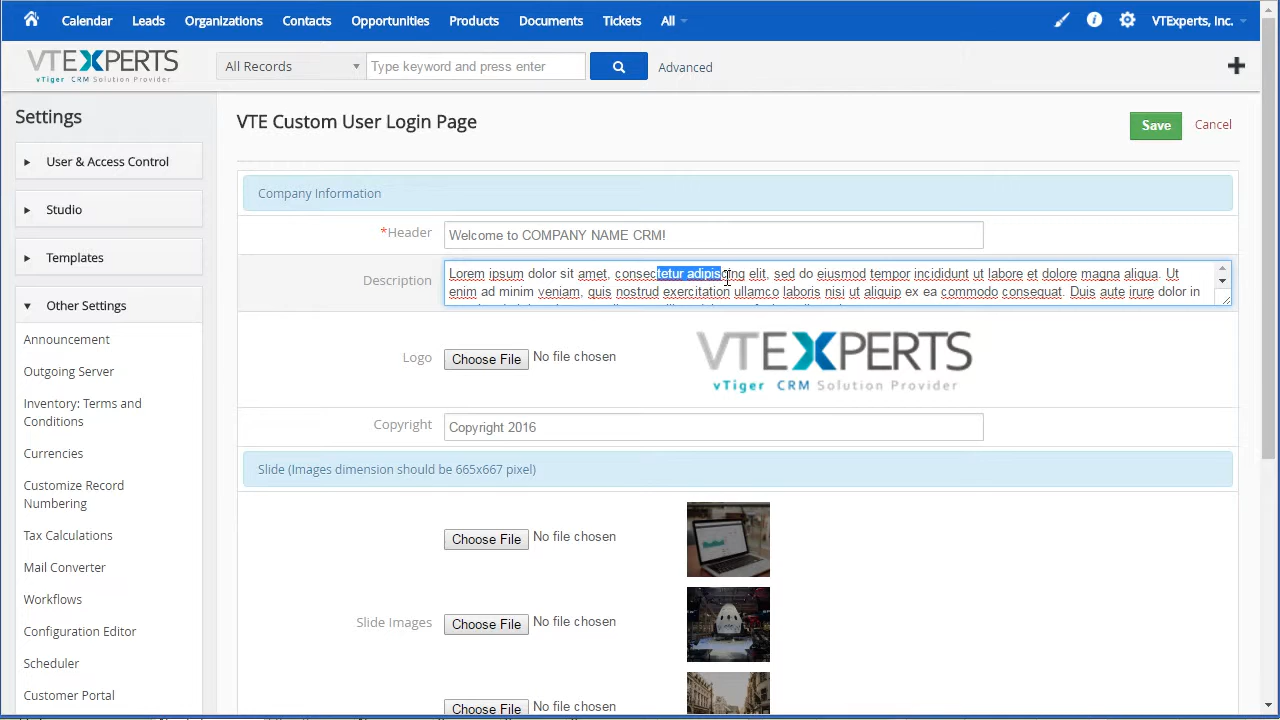 Calendar Leads Organizations Contacts Opportunities Products Documents Tickets All VTExperts, Inc.
VTEXPERTS
vTiger CRM Solution Provider
All Records Type keyword and press enter Advanced
Settings
VTE Custom User Login Page
Save Cancel
User & Access Control
Studio
Templates
Other Settings
Announcement
Outgoing Server
Inventory: Terms and
Conditions
Currencies
Customize Record
Numbering
Tax Calculations
Mail Converter
Workflows
Configuration Editor
Scheduler
Customer Portal
Company Information
*Header Welcome to COMPANY NAME CRM!
Description Lorem ipsum dolor sit amet, consectetur adipiscing elit, sed do eiusmod tempor incididunt ut labore et dolore magna aliqua. Ut
enim ad minim veniam, quis nostrud exercitation ullamco laboris nisi ut aliquip ex ea commodo consequat. Duis aute irure dolor in
Logo Choose File No file chosen
VTEXPERTS
vTiger CRM Solution Provider
Copyright Copyright 2016
Slide (Images dimension should be 665x667 pixel)
Choose File No file chosen
Slide Images Choose File No file chosen
Choose File No file chosen